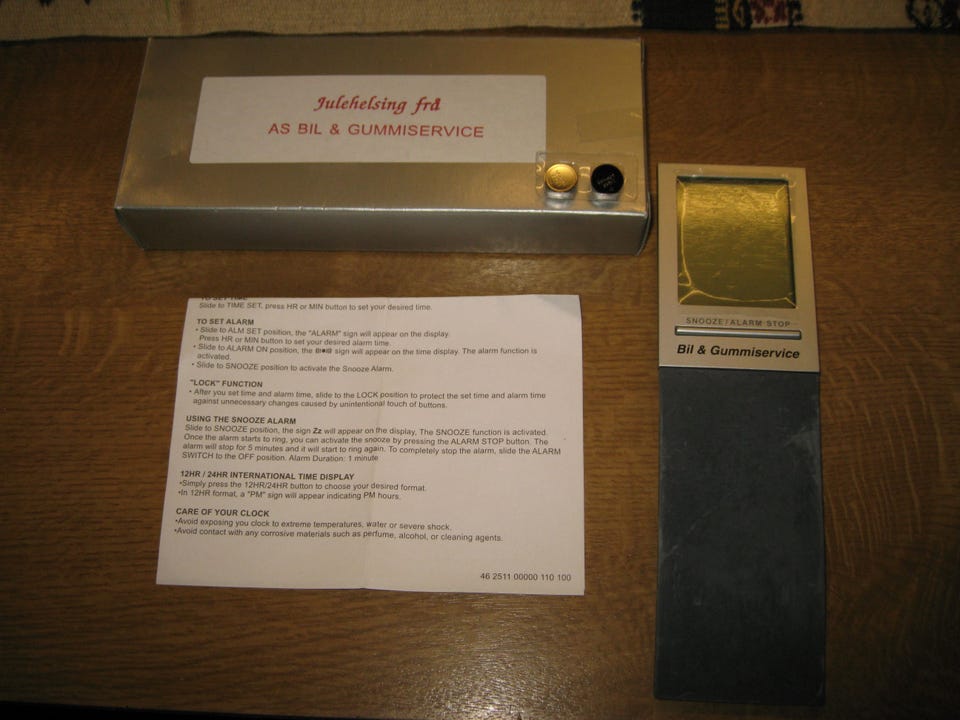 Julehelsing frå
AS BIL & GUMMISERVICE
SNOOZE / ALARM STOP
Bil & Gummiservice
TO SET TIME
Slide to TIME SET, press HR or MIN button to set your desired time.
TO SET ALARM
• Slide to ALM SET position, the "ALARM" sign will appear on the display.
Press HR or MIN button to set your desired alarm time.
• Slide to ALARM ON position, the sign will appear on the time display. The alarm function is
activated.
• Slide to SNOOZE position to activate the Snooze Alarm.
"LOCK" FUNCTION
• After you set time and alarm time, slide to the LOCK position to protect the set time and alarm time
against unnecessary changes caused by unintentional touch of buttons.
USING THE SNOOZE ALARM
Slide to SNOOZE position, the sign Zz will appear on the display, The SNOOZE function is activated.
Once the alarm starts to ring, you can activate the snooze by pressing the ALARM STOP button. The
alarm will stop for 5 minutes and it will start to ring again. To completely stop the alarm, slide the ALARM
SWITCH to the OFF position. Alarm Duration: 1 minute
12HR / 24HR INTERNATIONAL TIME DISPLAY
•Simply press the 12HR/24HR button to choose your desired format.
•In 12HR format, a "PM" sign will appear indicating PM hours.
CARE OF YOUR CLOCK
•Avoid exposing you clock to extreme temperatures, water or severe shock.
•Avoid contact with any corrosive materials such as perfume, alcohol, or cleaning agents.
46 2511 00000 110 100